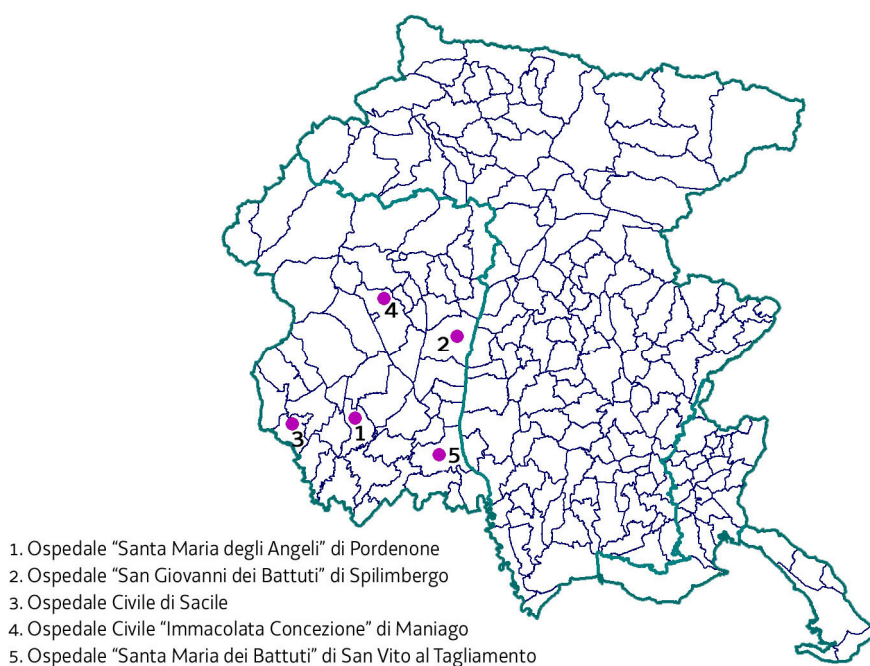 4
2
1
3
5
1. Ospedale “Santa Maria degli Angeli” di Pordenone
2. Ospedale “San Giovanni dei Battuti” di Spilimbergo
3. Ospedale Civile di Sacile
4. Ospedale Civile “Immacolata Concezione” di Maniago
5. Ospedale “Santa Maria dei Battuti” di San Vito al Tagliamento